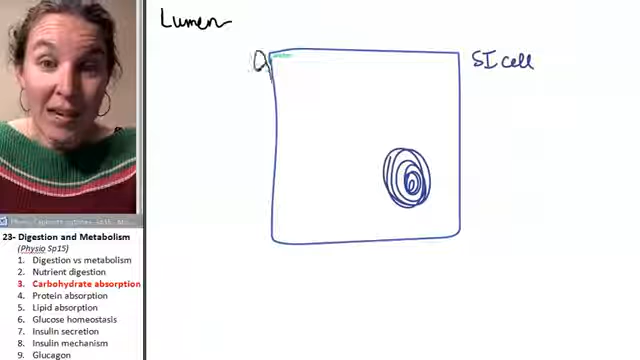 Lumen
SI cell
23- Digestion and Metabolism
(Physio Sp15)
1. Digestion vs metabolism
2. Nutrient digestion
3. Carbohydrate absorption
4. Protein absorption
5. Lipid absorption
6. Glucose homeostasis
7. Insulin secretion
8. Insulin mechanism
9. Glucagon